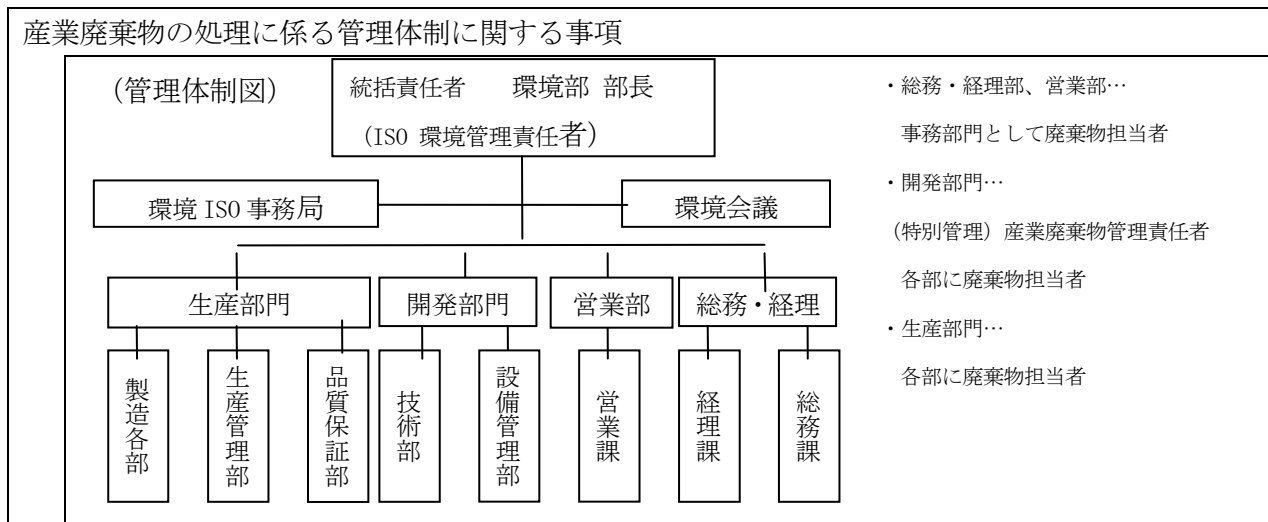 産業廃棄物の処理に係る管理体制に関する事項
（管理体制図）
統括責任者　環境部 部長
（ISO 環境管理責任者）
環境 ISO 事務局
環境会議
生産部門
開発部門
営業部
総務・経理
製造各部
生産管理部
品質保証部
技術部
設備管理部
営業課
経理課
総務課
・総務・経理部、営業部…
事務部門として廃棄物担当者
・開発部門…
（特別管理）産業廃棄物管理責任者
各部に廃棄物担当者
・生産部門…
各部に廃棄物担当者